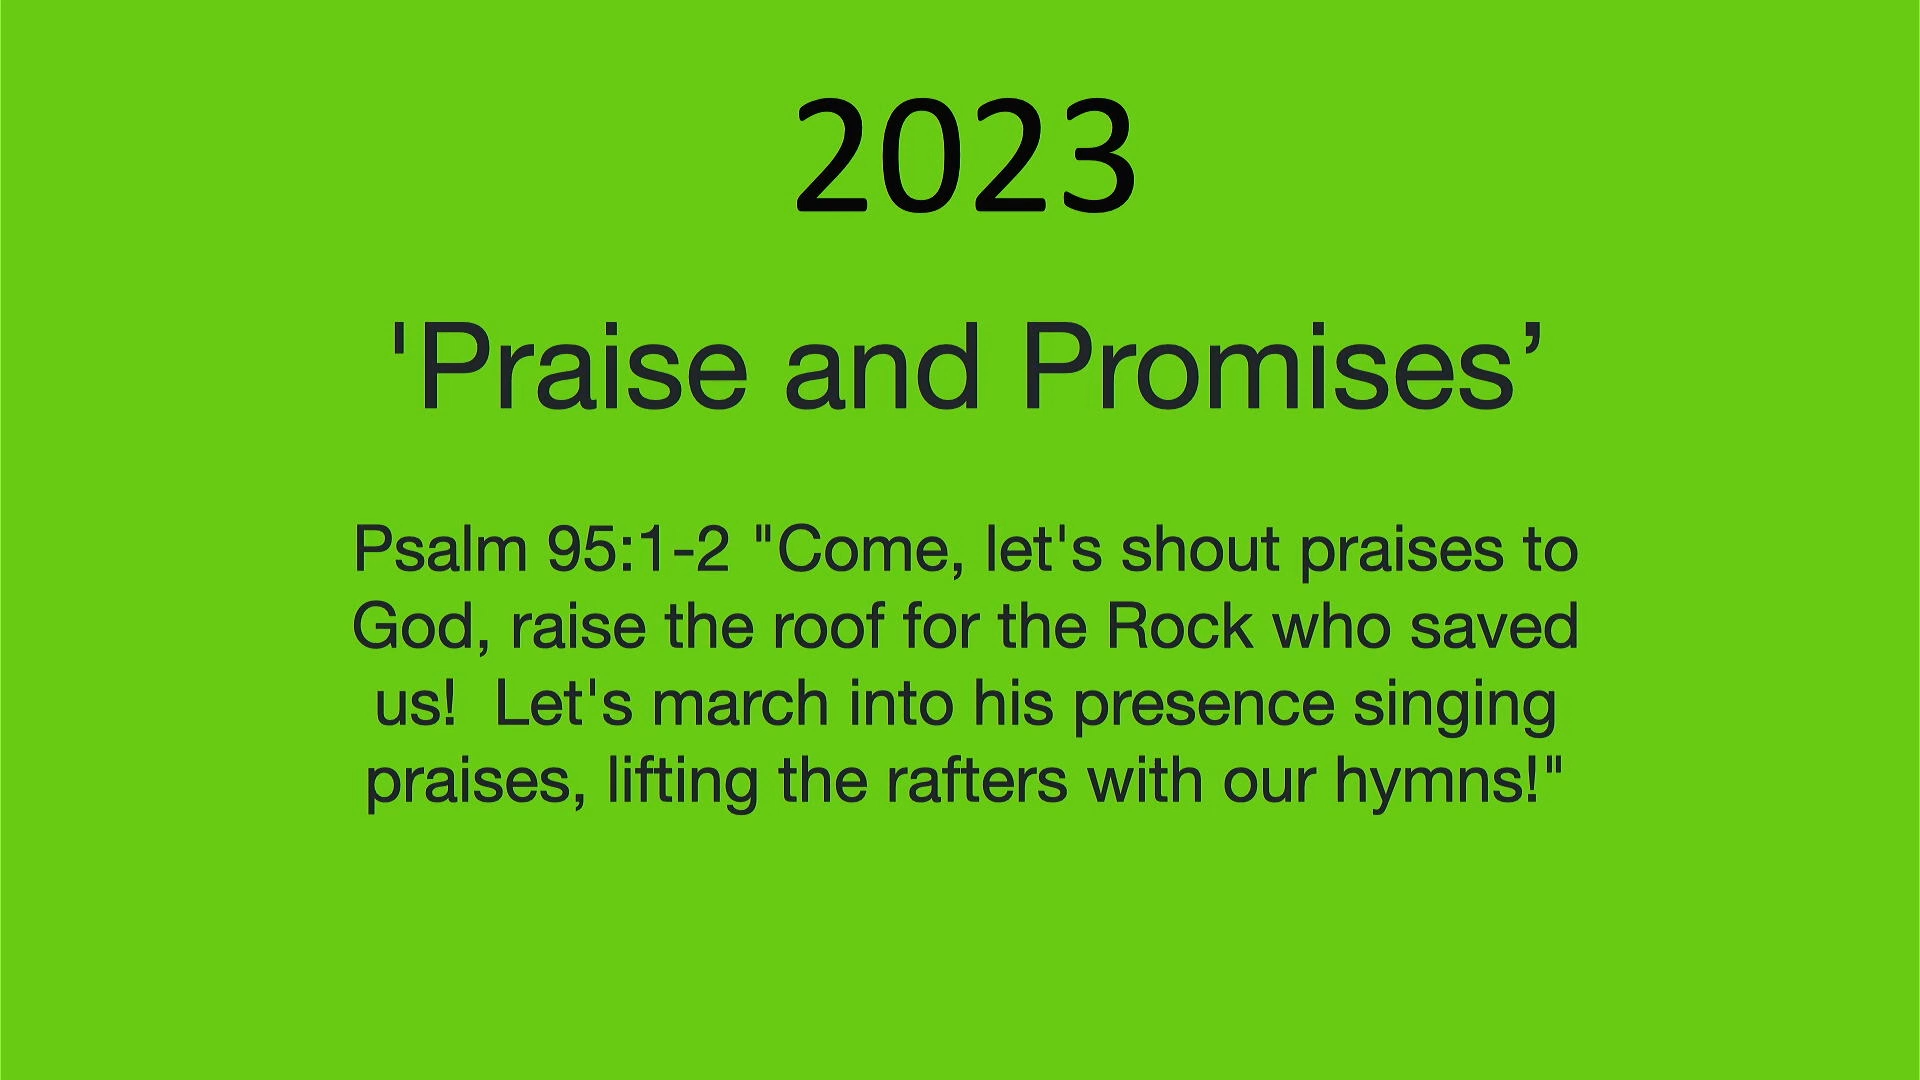 2023
'Praise and Promises’
Psalm 95:1-2 "Come, let's shout praises to
God, raise the roof for the Rock who saved
us!  Let's march into his presence singing
praises, lifting the rafters with our hymns!"